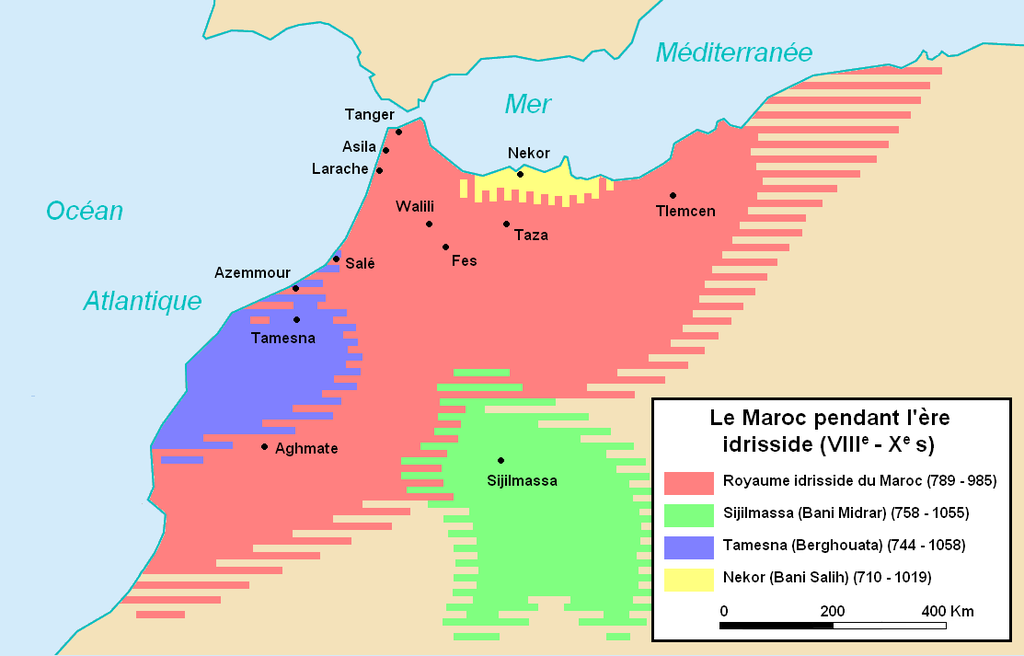 Méditerranée
Mer
Tanger
Asila
Nekor
Larache
Walili
Tlemcen
Océan
Taza
Fes
Salé
Azemmour
Atlantique
Tamesna
Aghmate
Sijilmassa
Le Maroc pendant l'ère
idrisside (VIIIᵉ - Xᵉ s)
Royaume idrisside du Maroc (789 - 985)
Sijilmassa (Bani Midrar) (758 - 1055)
Tamesna (Berghouata) (744 - 1058)
Nekor (Bani Salih) (710 - 1019)
0 200 400 Km